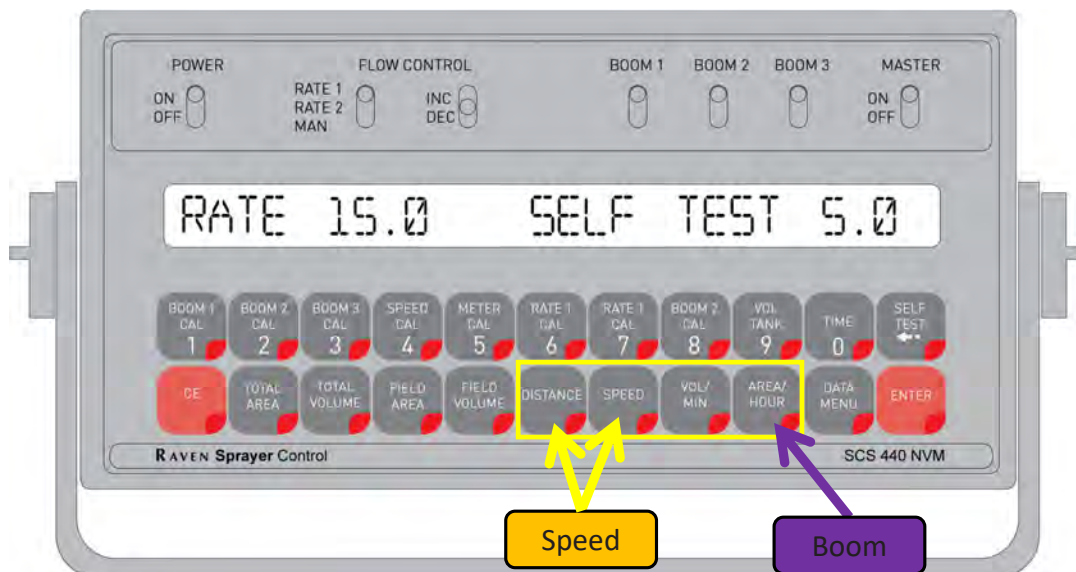 POWER
ON
OFF
FLOW CONTROL
RATE 1
RATE 2
MAN
INC
DEC
BOOM 1
BOOM 2
BOOM 3
MASTER
ON
OFF
RATE 15.0 SELF TEST 5.0
BOOM 1
CAL
1
BOOM 2
CAL
2
BOOM 3
CAL
3
SPEED
CAL
4
METER
CAL
5
RATE 1
CAL
6
RATE 1
CAL
7
BOOM 2
CAL
8
VOL
TANK
9
TIME
0
SELF
TEST
CE
TOTAL
AREA
TOTAL
VOLUME
FIELD
AREA
FIELD
VOLUME
DISTANCE
SPEED
VOL/
MIN
AREA/
HOUR
DATA
MENU
ENTER
RAVEN Sprayer Control
SCS 440 NVM
Speed
Boom